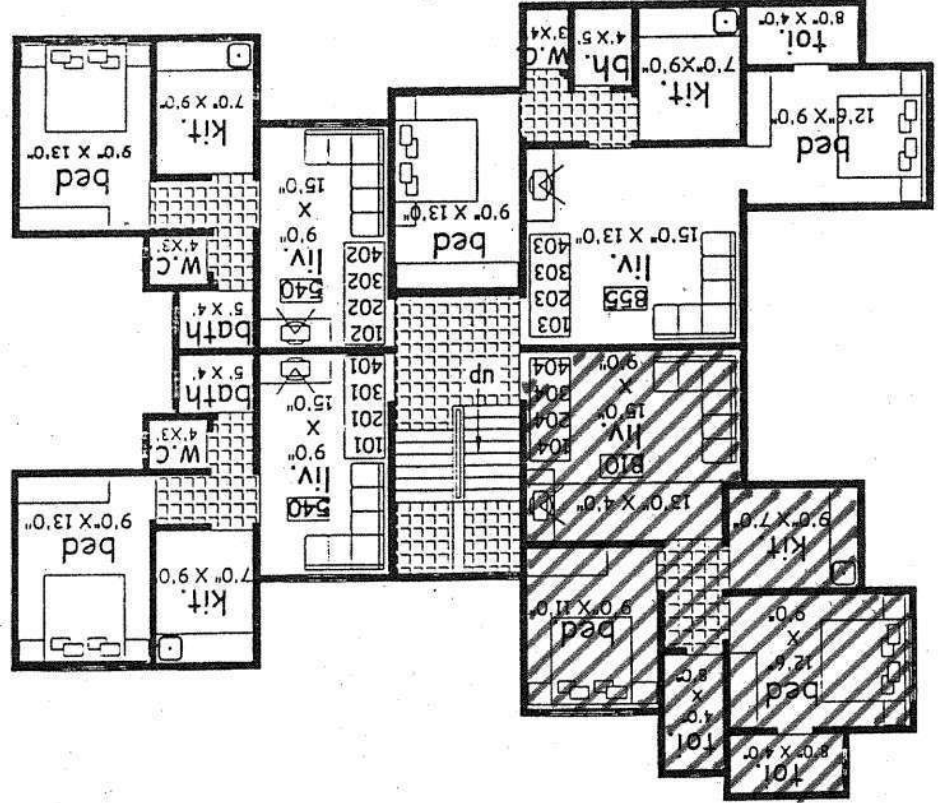 toi.
8'0" X 4'0"
bed
12'6"
X
9'0"
toi.
4'0"
X
8'0"
bed
9'0" X 11'0"
kit
9'0" X 7'0"
13'0" X 4'0"
810
liv.
15'0"
X
9'0"
104
204
304
404
up
kit.
7'0" X 9'0"
bed
9'0" X 13'0"
540
liv.
9'0"
X
15'0"
101
201
301
401
W.C
4'X3'
bath
5' X 4'
103
203
303
403
855
liv.
15'0" X 13'0"
bed
9'0" X 13'0"
102
202
302
402
540
liv.
9'0"
X
15'0"
bath
5' X 4'
W.C
4'X3'
bed
12'6" X 9'0"
toi.
8'0" X 4'0"
kit.
7'0" X 9'0"
bh.
4' X 5'
W.C
3'X4'
kit.
7'0" X 9'0"
bed
9'0" X 13'0"